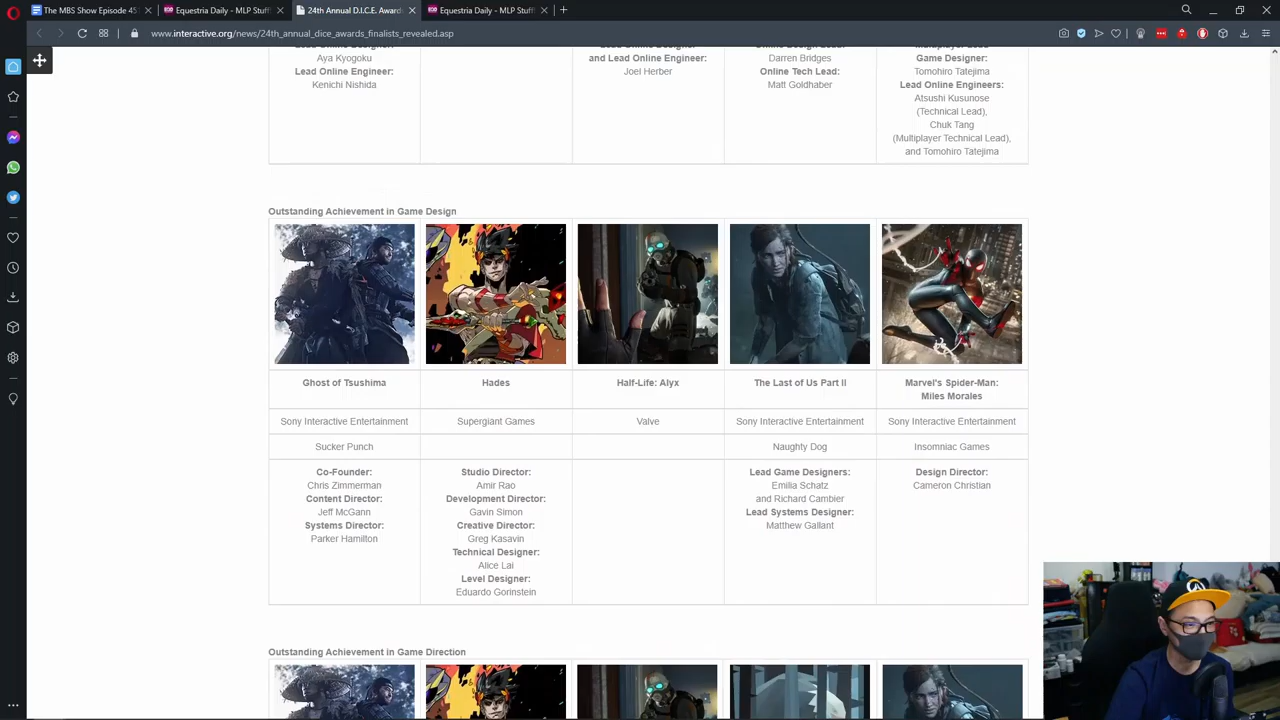 The MBS Show Episode 45
Equestria Daily - MLP Stuff
24th Annual D.I.C.E. Award
Equestria Daily - MLP Stuff
www.interactive.org/news/24th_annual_dice_awards_finalists_revealed.asp
Aya Kyogoku
Lead Online Engineer:
Kenichi Nishida
and Lead Online Engineer:
Joel Herber
Darren Bridges
Online Tech Lead:
Matt Goldhaber
Game Designer:
Tomohiro Tatejima
Lead Online Engineers:
Atsushi Kusunose
(Technical Lead),
Chuk Tang
(Multiplayer Technical Lead),
and Tomohiro Tatejima
Outstanding Achievement in Game Design
Ghost of Tsushima
Hades
Half-Life: Alyx
The Last of Us Part II
Marvel's Spider-Man:
Miles Morales
Sony Interactive Entertainment
Supergiant Games
Valve
Sony Interactive Entertainment
Sony Interactive Entertainment
Sucker Punch
Naughty Dog
Insomniac Games
Co-Founder:
Chris Zimmerman
Content Director:
Jeff McGann
Systems Director:
Parker Hamilton
Studio Director:
Amir Rao
Development Director:
Gavin Simon
Creative Director:
Greg Kasavin
Technical Designer:
Alice Lai
Level Designer:
Eduardo Gorinstein
Lead Game Designers:
Emilia Schatz
and Richard Cambier
Lead Systems Designer:
Matthew Gallant
Design Director:
Cameron Christian
Outstanding Achievement in Game Direction